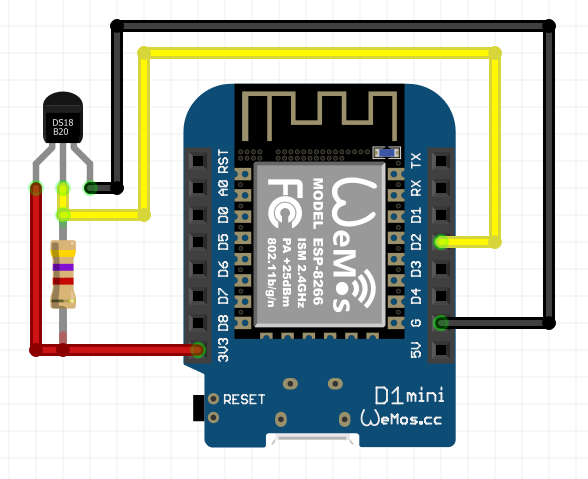 DS18
B20
RST
A0
D0
D5
D6
D7
D8
3V3
TX
RX
D1
D2
D3
D4
G
5V
WeMos
MODEL ESP-8266
ISM 2.4GHz
PA +25dBm
802.11b/g/n
FC
RESET
D1mini
WeMos.cc